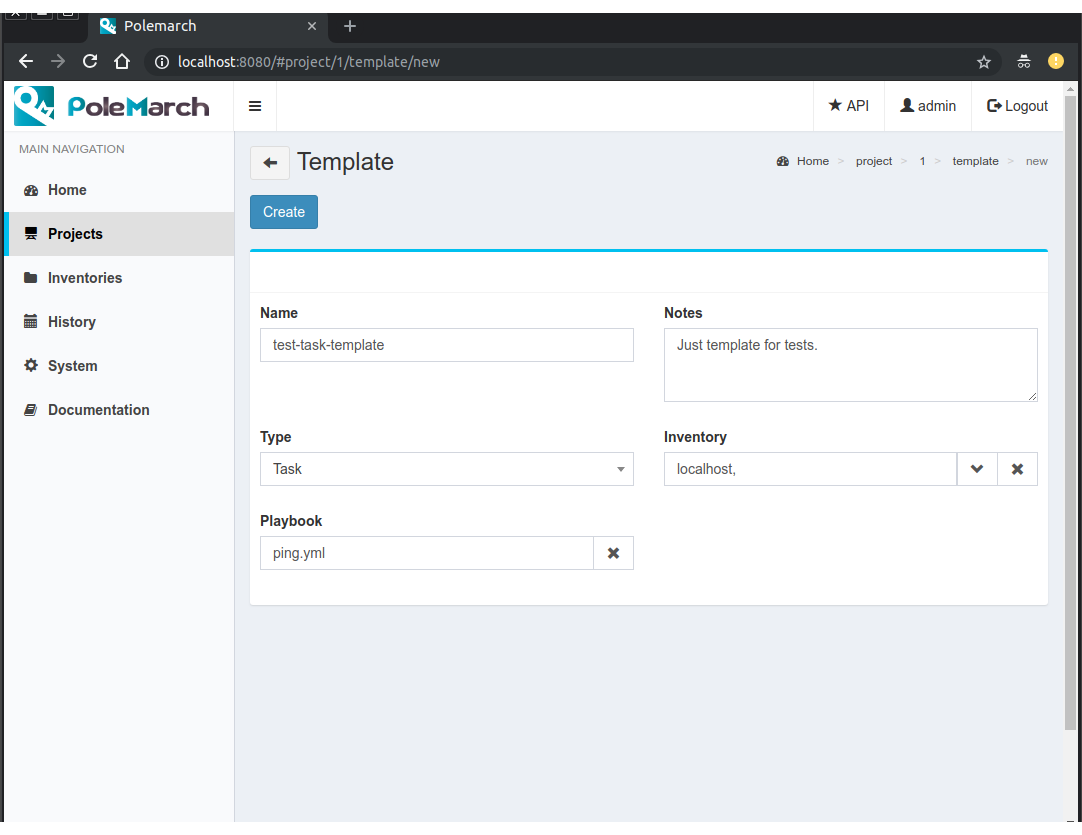 Polemarch
localhost:8080/#project/1/template/new
PoleMarch
API
admin
Logout
MAIN NAVIGATION
Home
Projects
Inventories
History
System
Documentation
Template
Home > project > 1 > template > new
Create
Name
Notes
test-task-template
Just template for tests.
Type
Inventory
Task
localhost,
Playbook
ping.yml